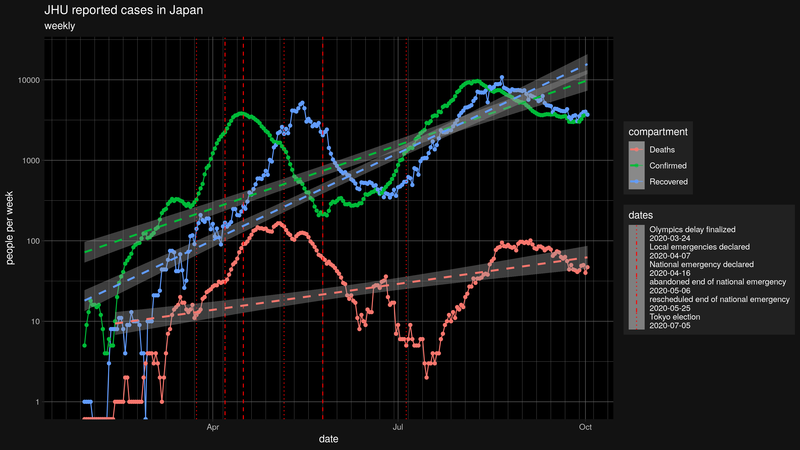 JHU reported cases in Japan
weekly
people per week
10000
1000
100
10
1
Apr
Jul
Oct
date
compartment
Deaths
Confirmed
Recovered
dates
Olympics delay finalized
2020-03-24
Local emergencies declared
2020-04-07
National emergency declared
2020-04-16
abandoned end of national emergency
2020-05-06
rescheduled end of national emergency
2020-05-25
Tokyo election
2020-07-05